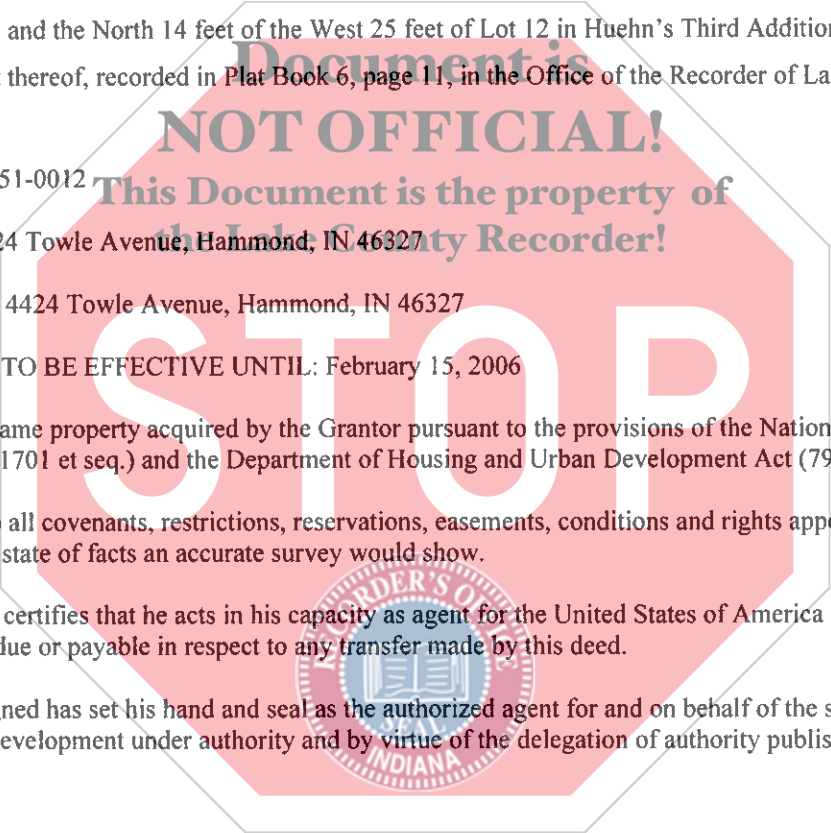 and the North 14 feet of the West 25 feet of Lot 12 in Huehn's Third Addition
Document is
thereof, recorded in Plat Book 6, page 11, in the Office of the Recorder of La
NOT OFFICIAL!
51-0012
This Document is the property of
the Lake County Recorder!
24 Towle Avenue, Hammond, IN 46327
4424 Towle Avenue, Hammond, IN 46327
STOP
TO BE EFFECTIVE UNTIL: February 15, 2006
ame property acquired by the Grantor pursuant to the provisions of the Nation
1701 et seq.) and the Department of Housing and Urban Development Act (79
all covenants, restrictions, reservations, easements, conditions and rights app
state of facts an accurate survey would show.
certifies that he acts in his capacity as agent for the United States of America
due or payable in respect to any transfer made by this deed.
ned has set his hand and seal as the authorized agent for and on behalf of the s
evelopment under authority and by virtue of the delegation of authority publis
RECORDER'S OFFICE
SEAL
INDIANA